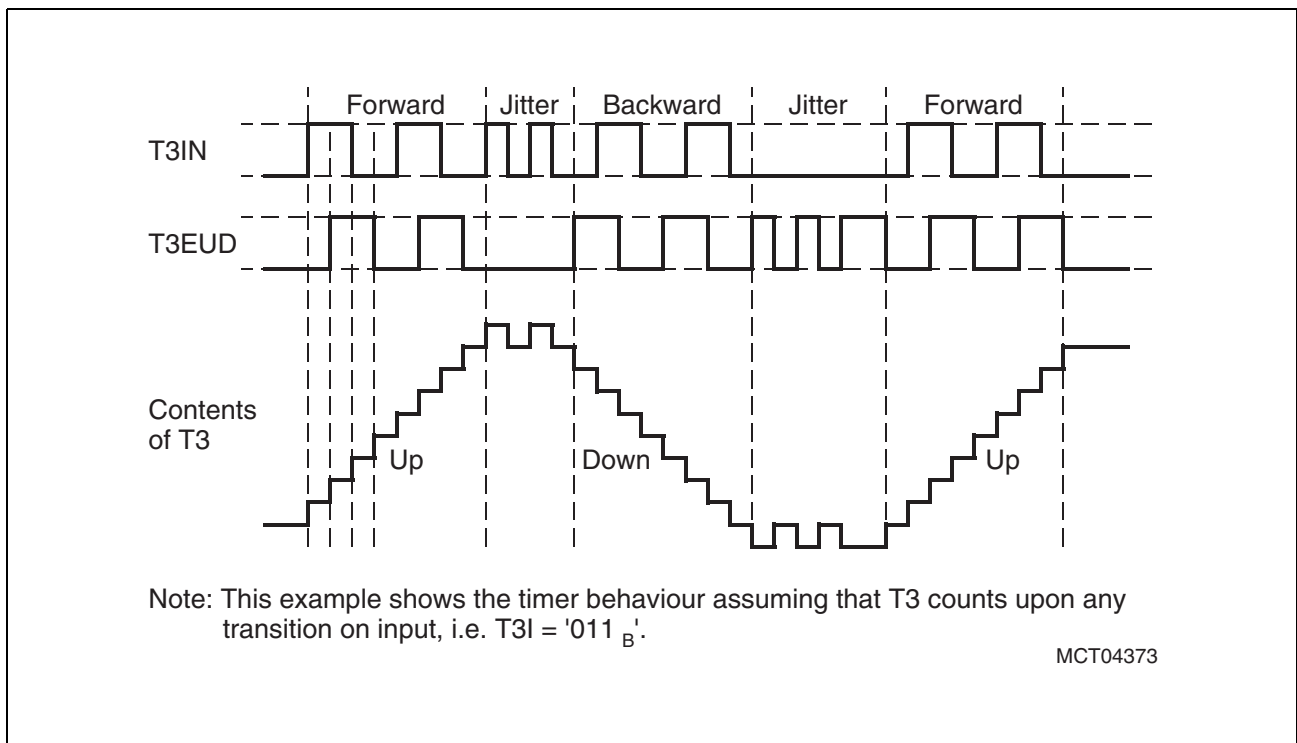 Forward Jitter Backward Jitter Forward
T3IN
T3EUD
Contents
of T3
Up Down Up
Note: This example shows the timer behaviour assuming that T3 counts upon any
transition on input, i.e. T3I = '011 B'.
MCT04373